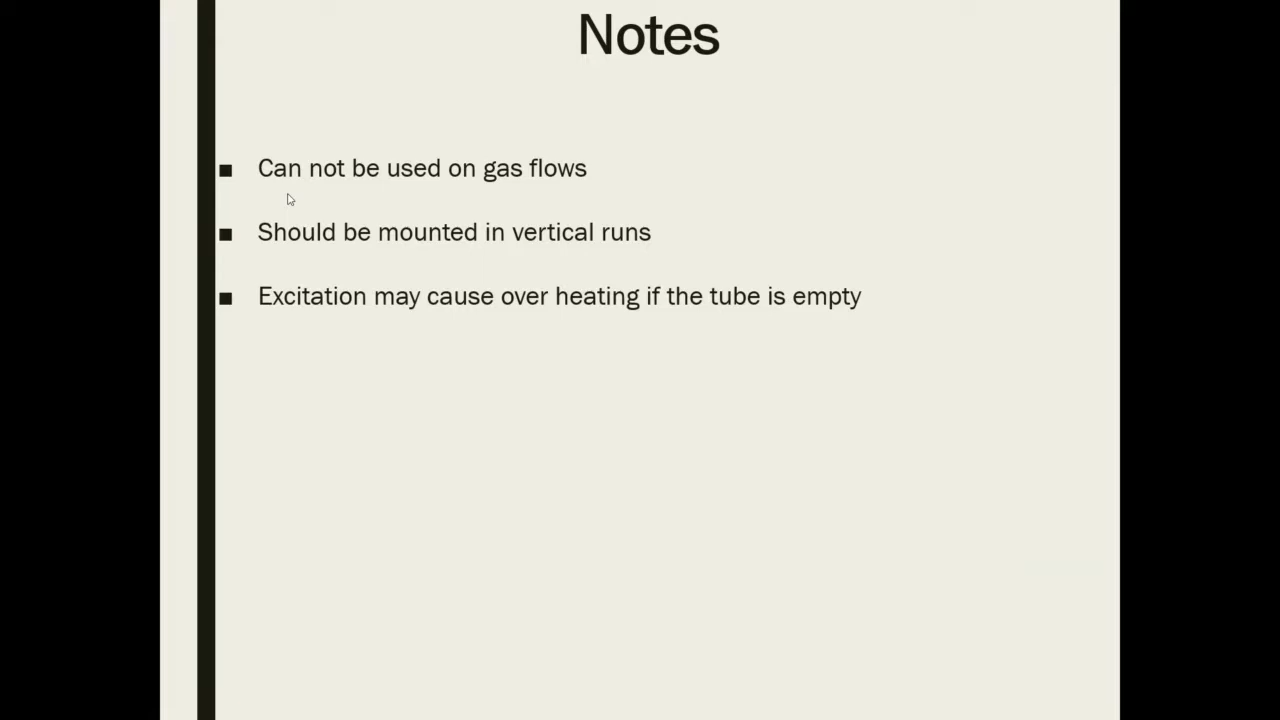 Notes
■ Can not be used on gas flows
■ Should be mounted in vertical runs
■ Excitation may cause over heating if the tube is empty